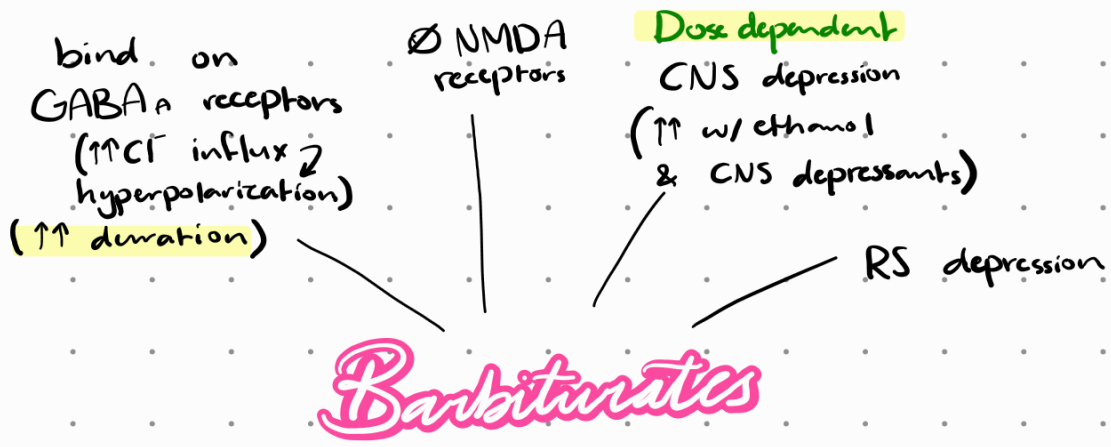 bind on
GABA A receptors
(↑↑Cl⁻ influx ↴
hyperpolarization)
(↑↑ duration)
Ø NMDA
receptors
Dose dependent
CNS depression
(↑↑ w/ ethanol
& CNS depressants)
RS depression
Barbiturates